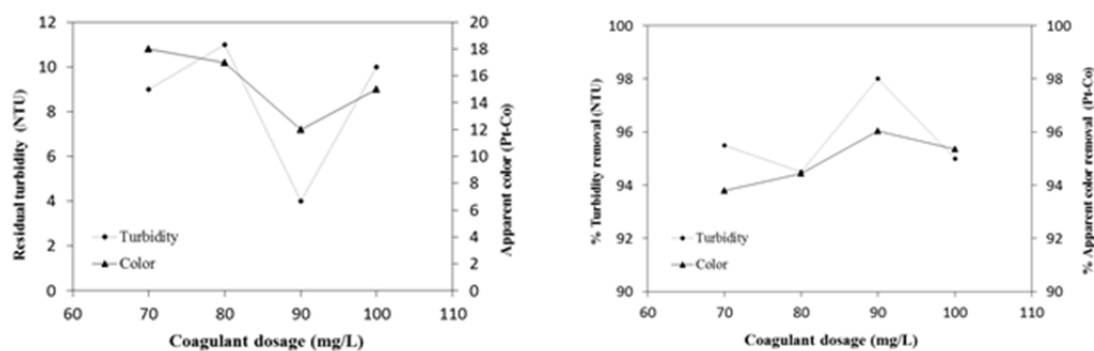 12
10
8
6
4
2
0
Residual turbidity (NTU)
20
18
16
14
12
10
8
6
4
2
0
Apparent color (Pt-Co)
Turbidity
Color
60 70 80 90 100 110
Coagulant dosage (mg/L)
100
98
96
94
92
90
% Turbidity removal (NTU)
100
98
96
94
92
90
% Apparent color removal (Pt-Co)
Turbidity
Color
60 70 80 90 100 110
Coagulant dosage (mg/L)